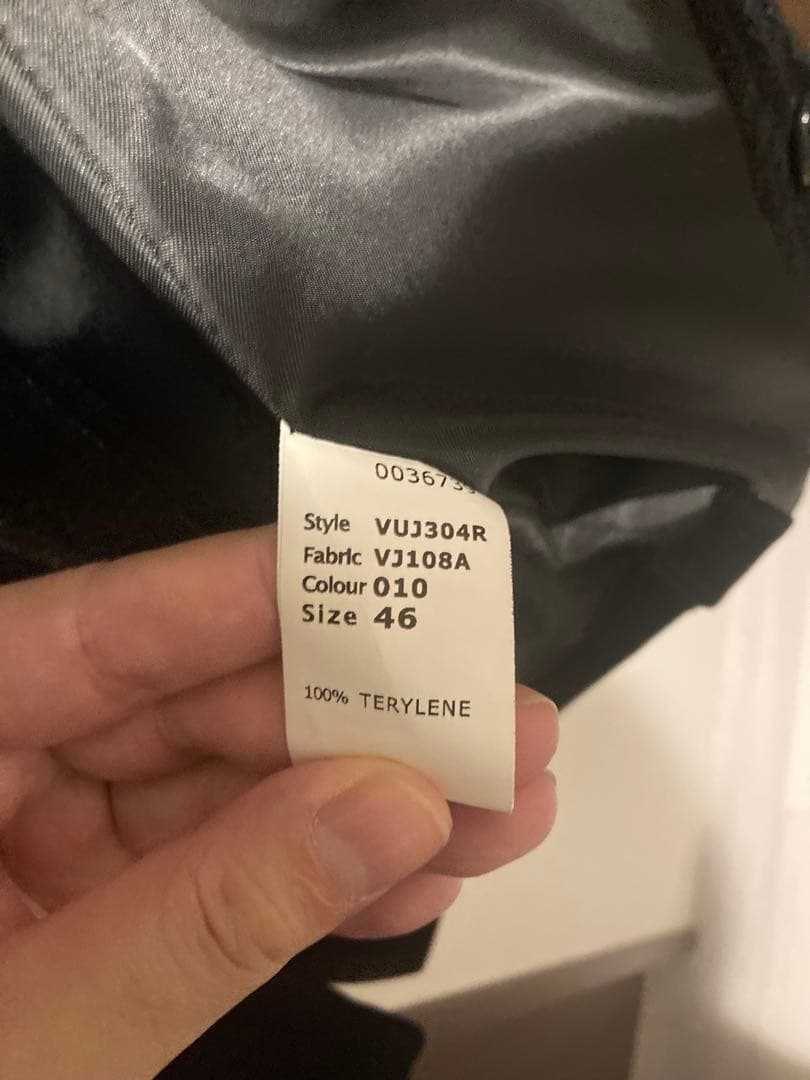 Style VUJ304R
Fabric VJ108A
Colour 010
Size 46
100% TERYLENE